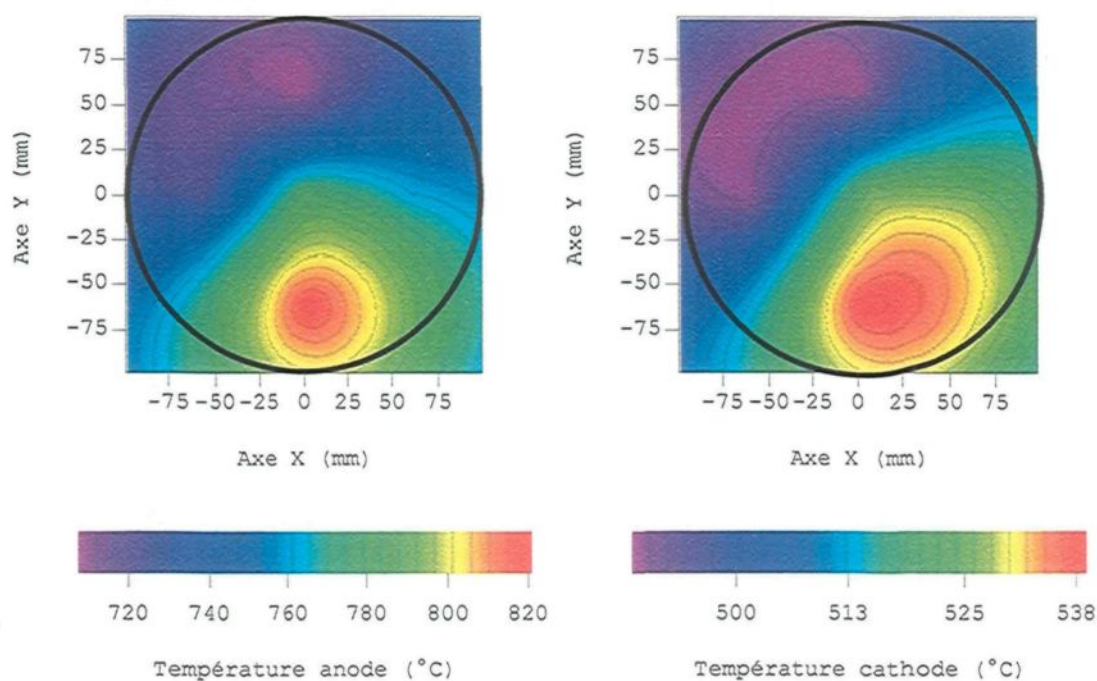 75
50
25
0
-25
-50
-75
Axe Y (mm)
-75 -50 -25 0 25 50 75
Axe X (mm)
720 740 760 780 800 820
Température anode (°C)
75
50
25
0
-25
-50
-75
Axe Y (mm)
-75 -50 -25 0 25 50 75
Axe X (mm)
500 513 525 538
Température cathode (°C)